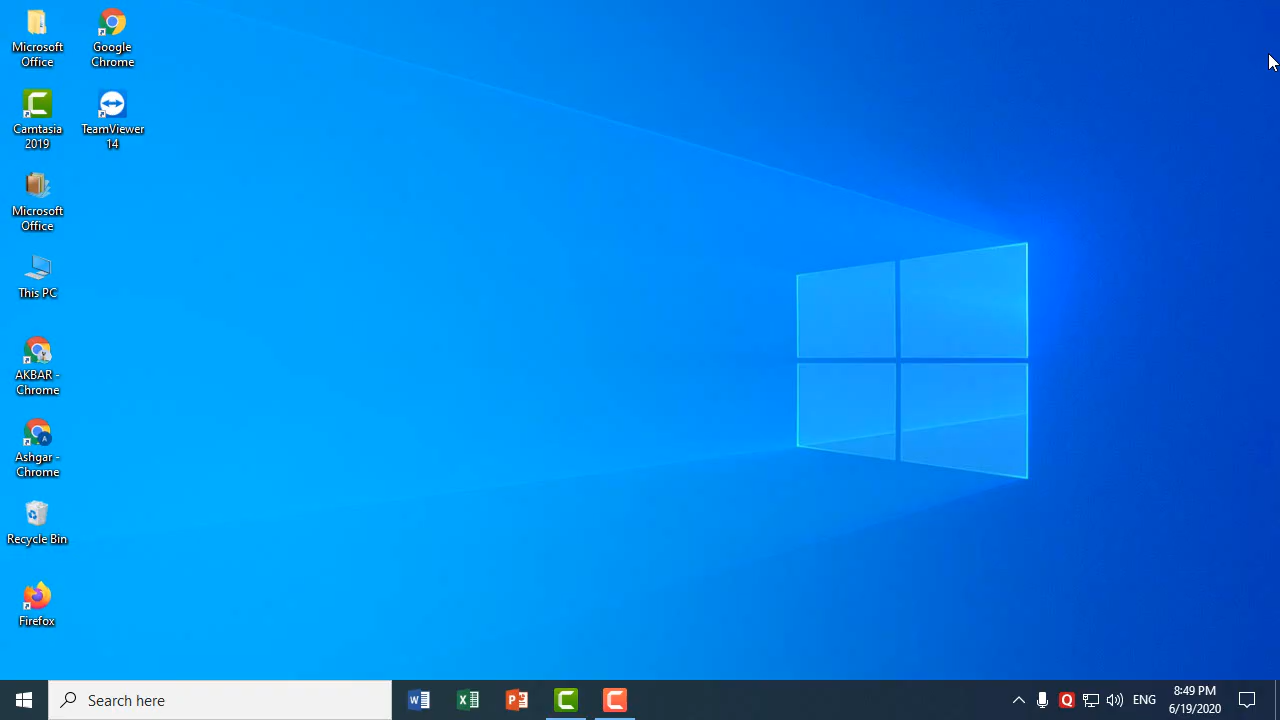 Microsoft
Office
Google
Chrome
Camtasia
2019
TeamViewer
14
Microsoft
Office
This PC
AKBAR -
Chrome
Ashgar -
Chrome
Recycle Bin
Firefox
Search here
ENG
8:49 PM
6/19/2020